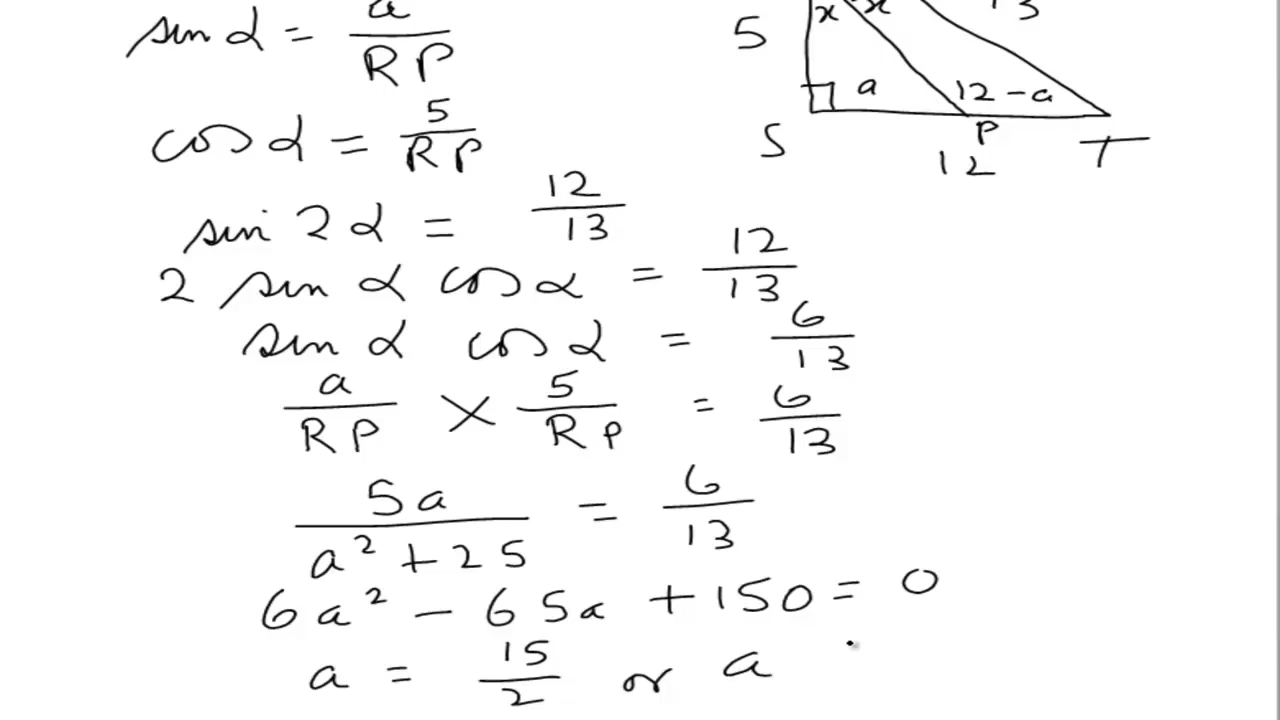 sin α = a/RP
cos α = 5/RP
sin 2α = 12/13
2 sin α cos α = 12/13
sin α cos α = 6/13
a/RP × 5/RP = 6/13
5a/(a² + 25) = 6/13
6a² - 65a + 150 = 0
a = 15/2 or a
x x 13
5
a 12-a
S P T
12